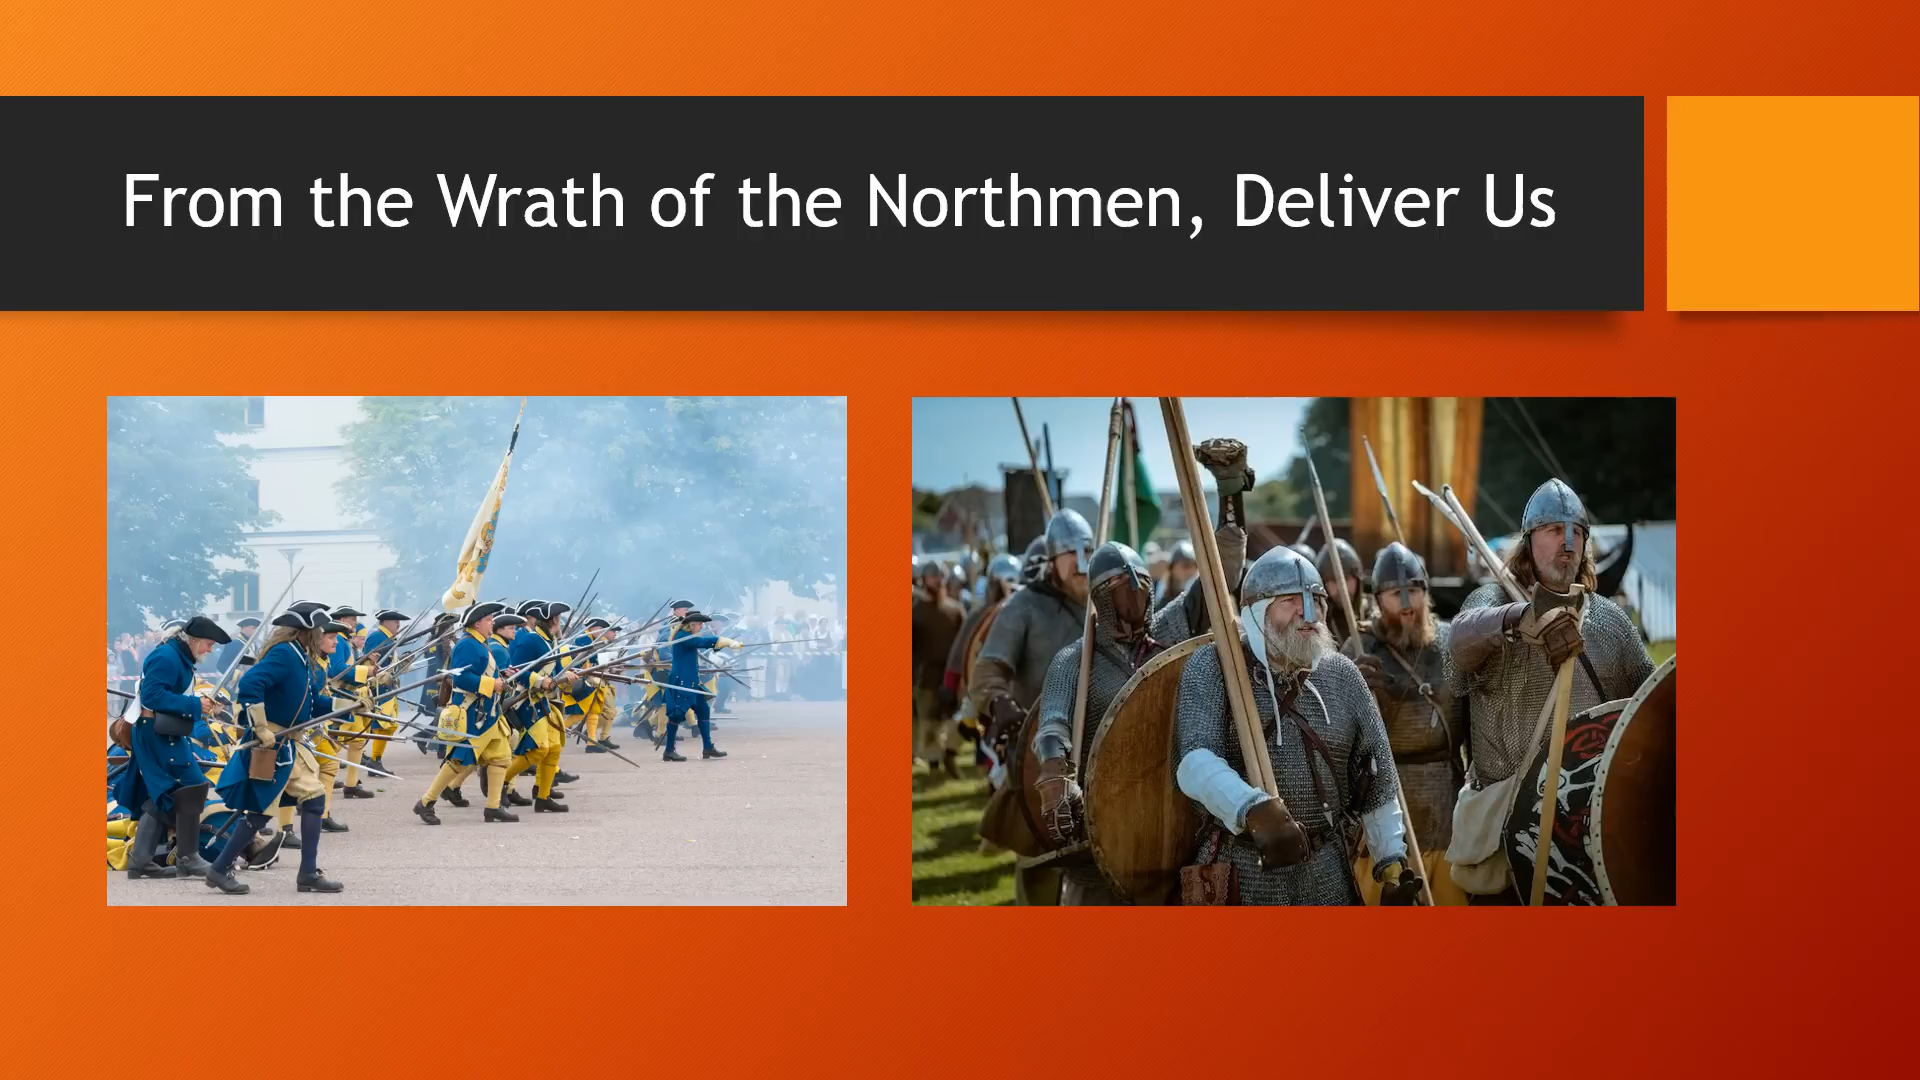 From the Wrath of the Northmen, Deliver Us